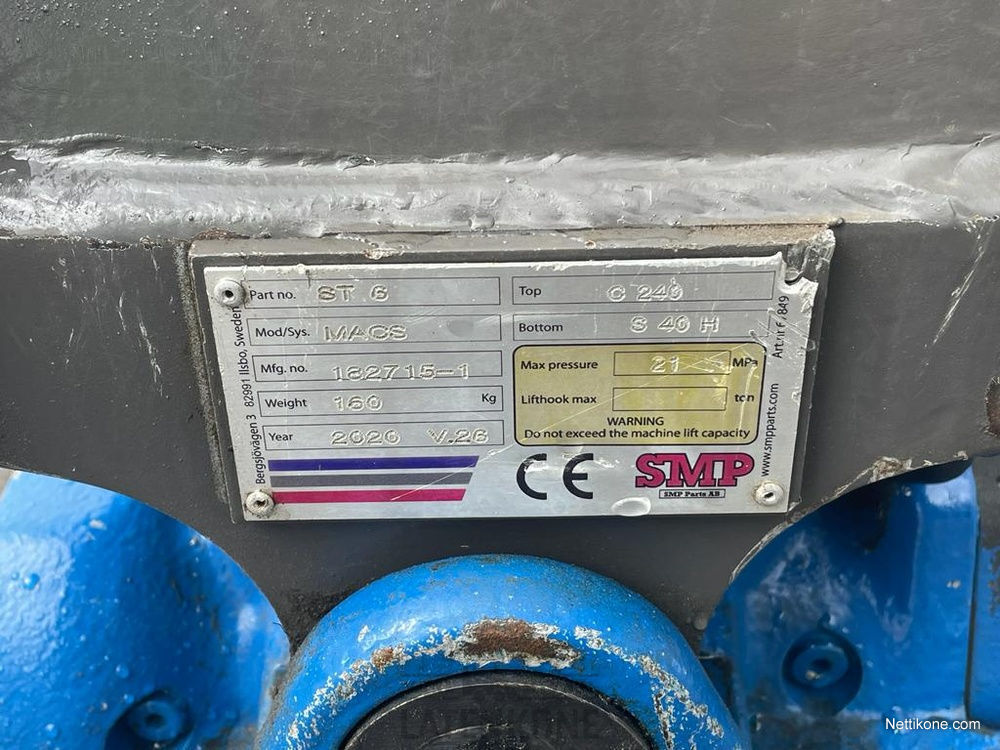 Part no. ST 6
Mod/Sys. MACS
Mfg. no. 182715-1
Weight 160 Kg
Year 2020 V.26
Top C 240
Bottom S 40 H
Max pressure 21 MPa
Lifthook max ton
WARNING
Do not exceed the machine lift capacity
CE SMP
SMP Parts AB
Bergsjövägen 3 82991 Ilsbo, Sweden
www.smpparts.com
Art.nr
Nettikone.com